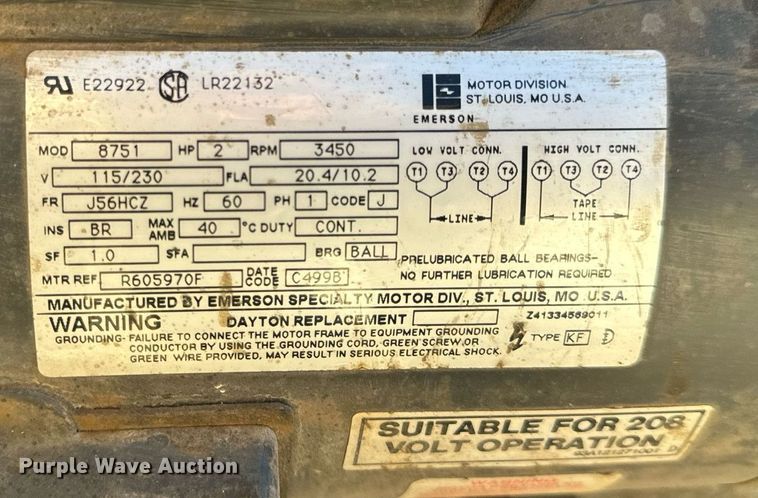 E22922 SA LR22132
MOTOR DIVISION
ST. LOUIS, MO U.S.A.
EMERSON
MOD 8751 HP 2 RPM 3450
LOW VOLT CONN. HIGH VOLT CONN.
V 115/230 FLA 20.4/10.2
T1 T3 T2 T4 T1 T3 T2 T4
FR J56HCZ HZ 60 PH 1 CODE J
TAPE
LINE LINE
INS BR MAX AMB 40 °C DUTY CONT.
SF 1.0 SFA BRG BALL
PRELUBRICATED BALL BEARINGS-
NO FURTHER LUBRICATION REQUIRED
MTR REF R605970F DATE CODE C499B
MANUFACTURED BY EMERSON SPECIALTY MOTOR DIV., ST. LOUIS, MO .U.S.A.
WARNING DAYTON REPLACEMENT
Z41334569011
GROUNDING- FAILURE TO CONNECT THE MOTOR FRAME TO EQUIPMENT GROUNDING
CONDUCTOR BY USING THE GROUNDING CORD, GREEN SCREW, OR
GREEN WIRE PROVIDED, MAY RESULT IN SERIOUS ELECTRICAL SHOCK.
TYPE KF
SUITABLE FOR 208
VOLT OPERATION
Purple Wave Auction